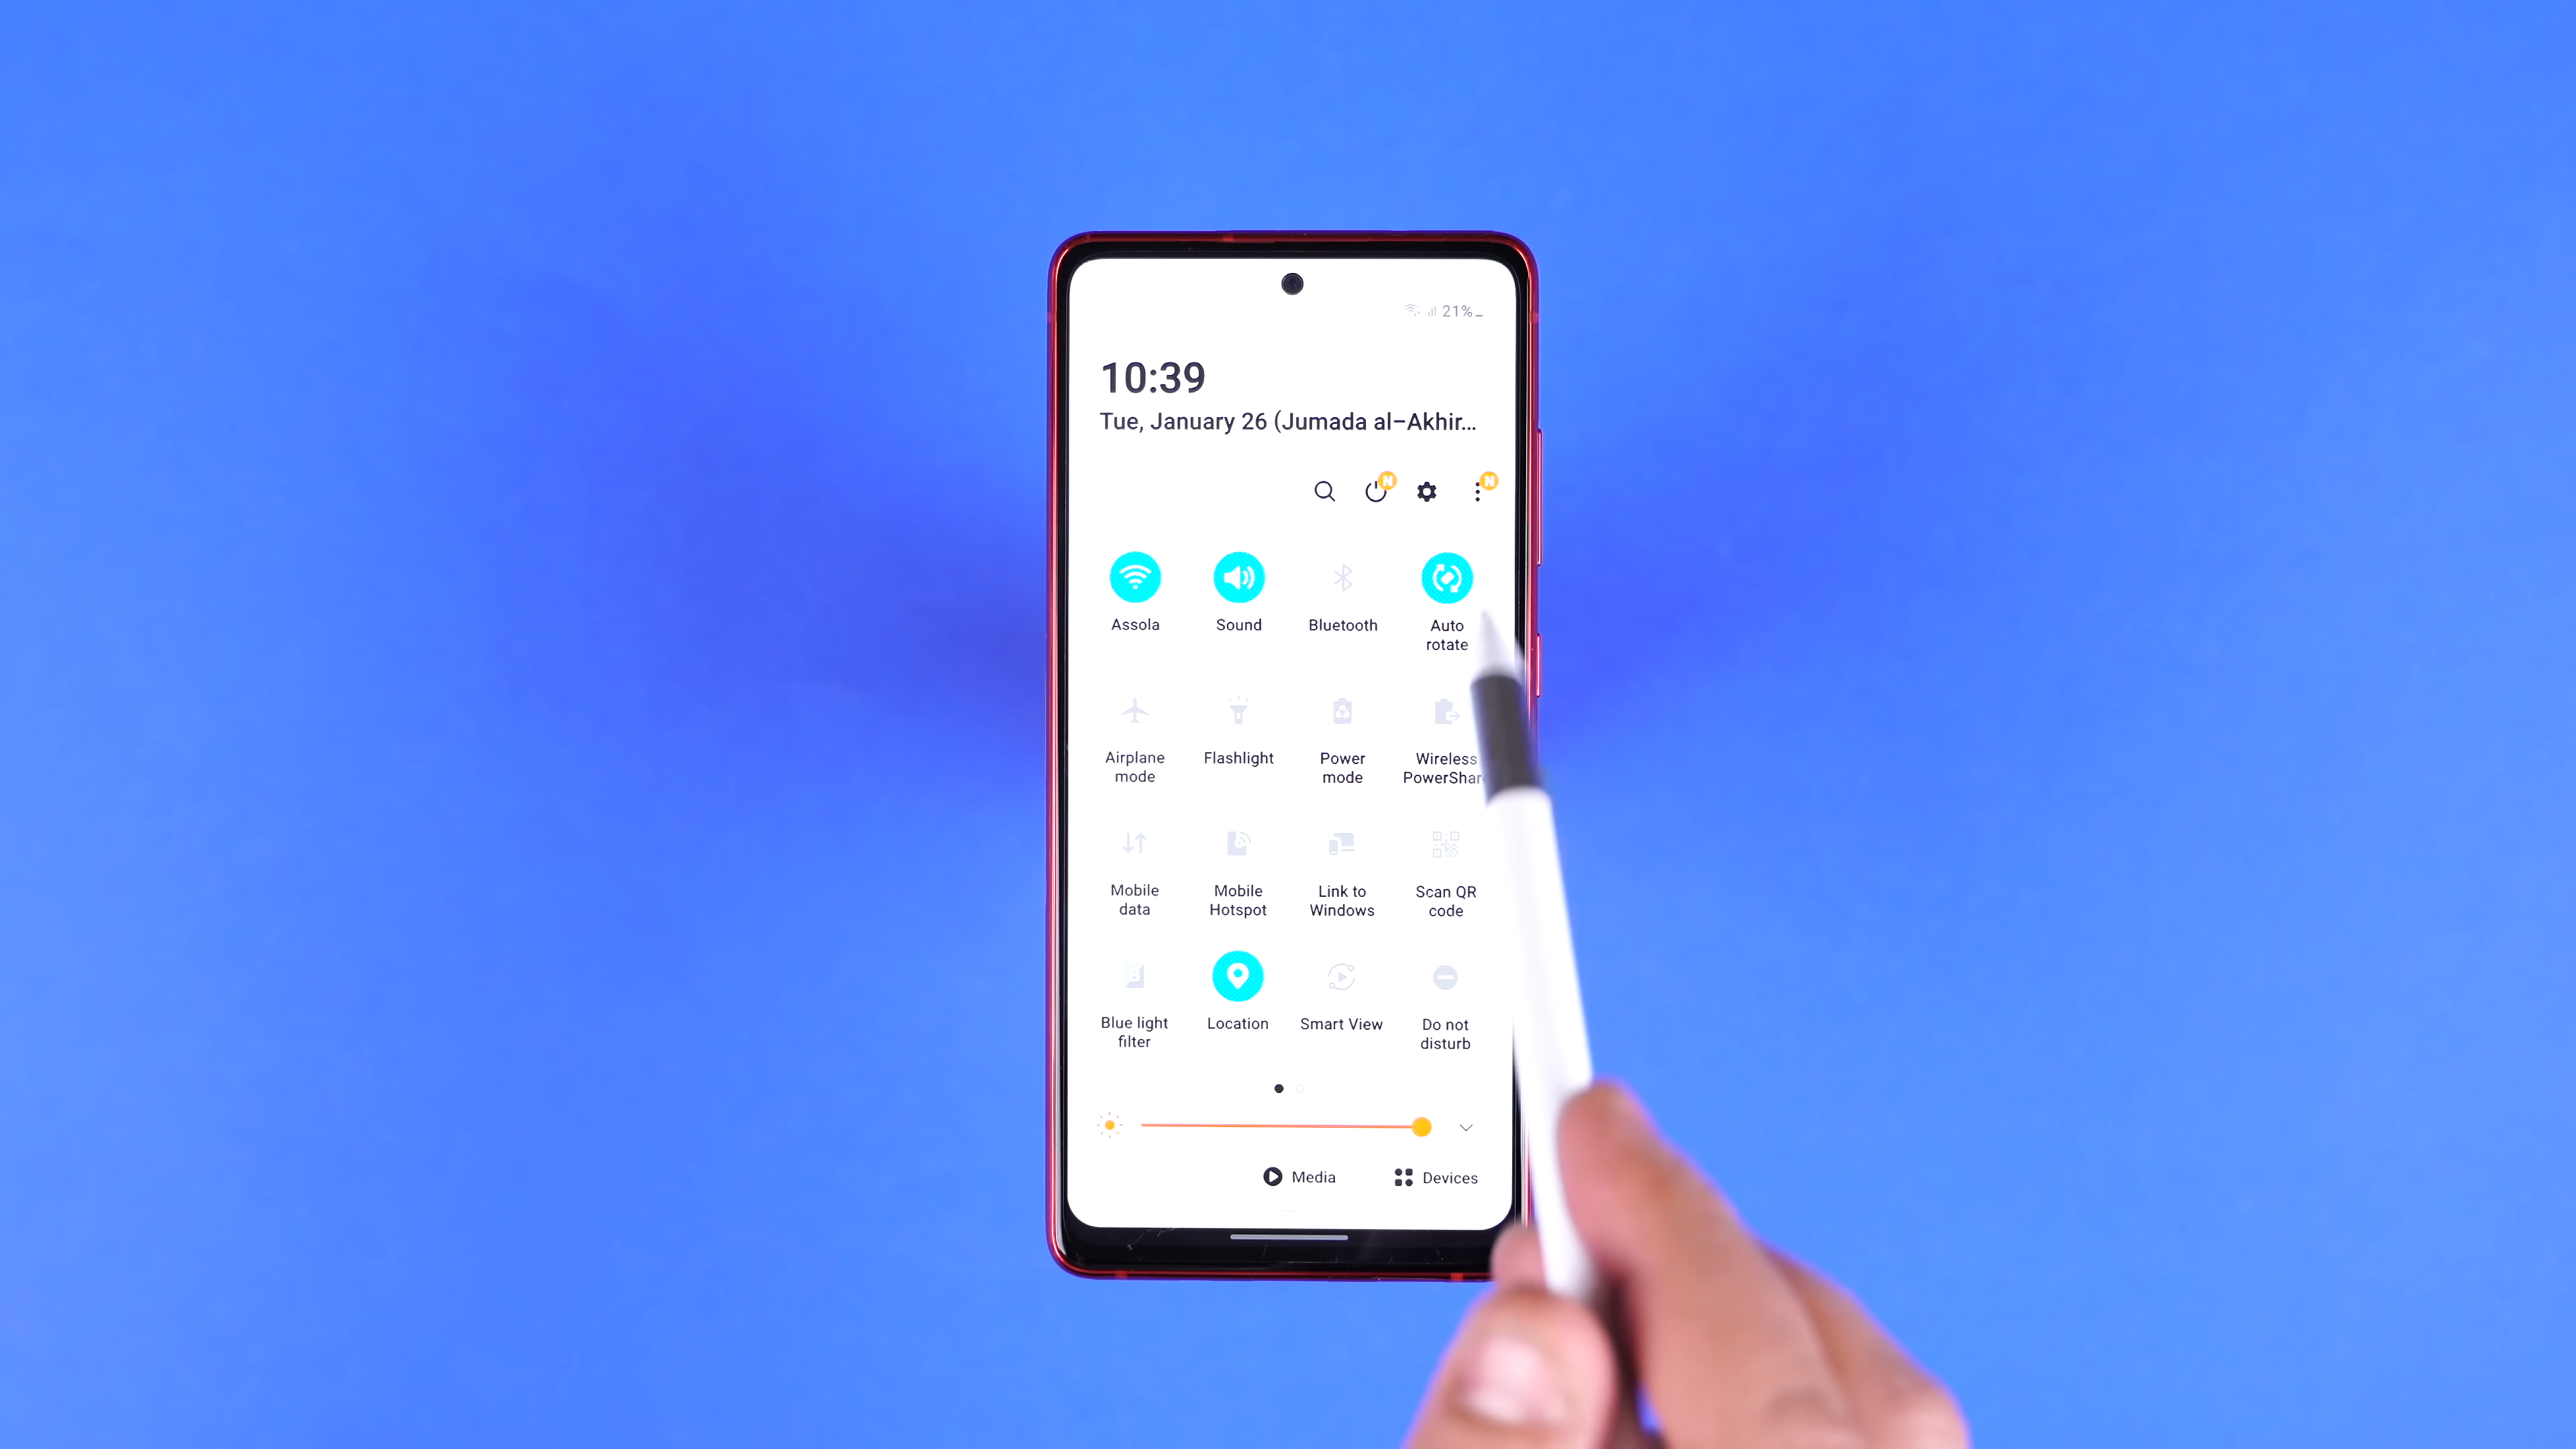 21%
10:39
Tue, January 26 (Jumada al-Akhir...
N
N
Assola
Sound
Bluetooth
Auto
rotate
Airplane
mode
Flashlight
Power
mode
Wireless
PowerShar
Mobile
data
Mobile
Hotspot
Link to
Windows
Scan QR
code
Blue light
filter
Location
Smart View
Do not
disturb
Media
Devices